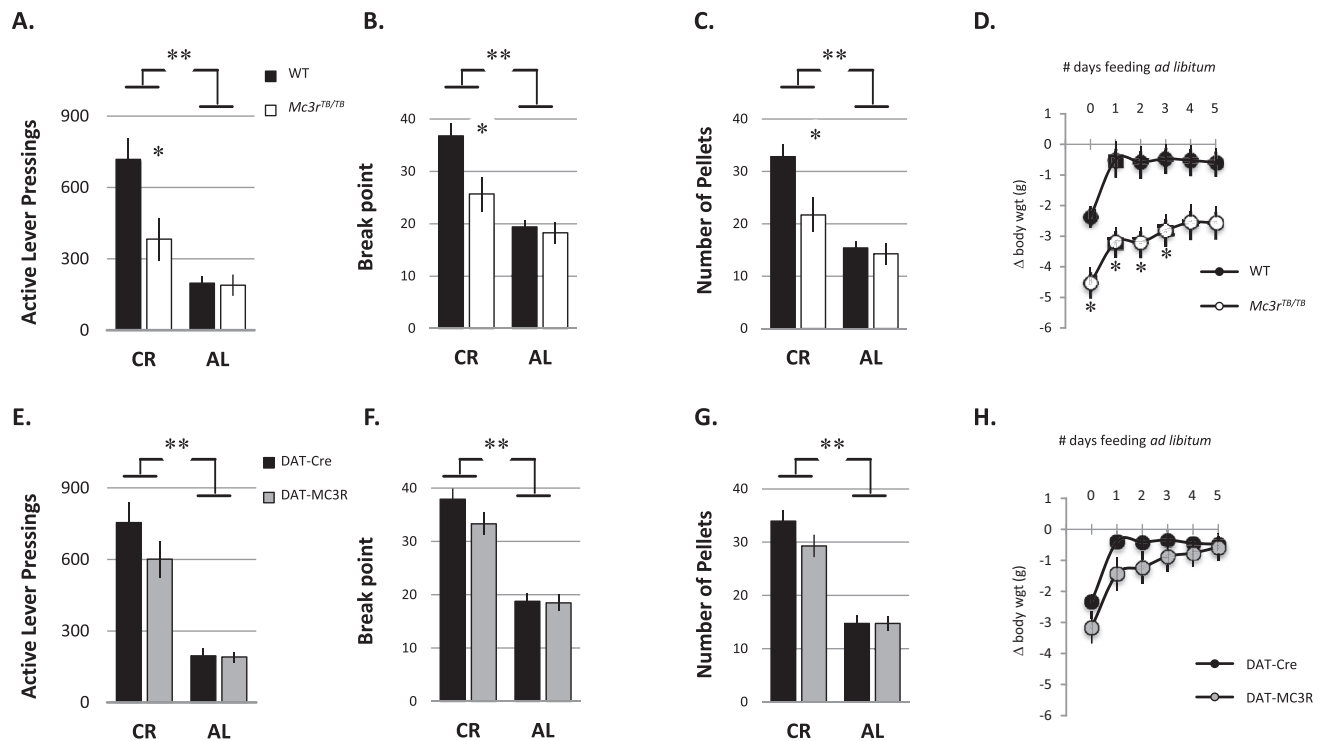 A.
B.
C.
D.
**
**
**
# days feeding ad libitum
WT
Mc3rTB/TB
Active Lever Pressings
900
600
300
0
*
CR AL
Break point
40
30
20
10
0
*
CR AL
Number of Pellets
40
30
20
10
0
*
CR AL
0 1 2 3 4 5
Δ body wgt (g)
1
0
-1
-2
-3
-4
-5
-6
* * * *
WT
Mc3rTB/TB
E.
F.
G.
H.
**
**
**
# days feeding ad libitum
DAT-Cre
DAT-MC3R
Active Lever Pressings
900
600
300
0
CR AL
Break point
40
30
20
10
0
CR AL
Number of Pellets
40
30
20
10
0
CR AL
0 1 2 3 4 5
Δ body wgt (g)
1
0
-1
-2
-3
-4
-5
-6
DAT-Cre
DAT-MC3R